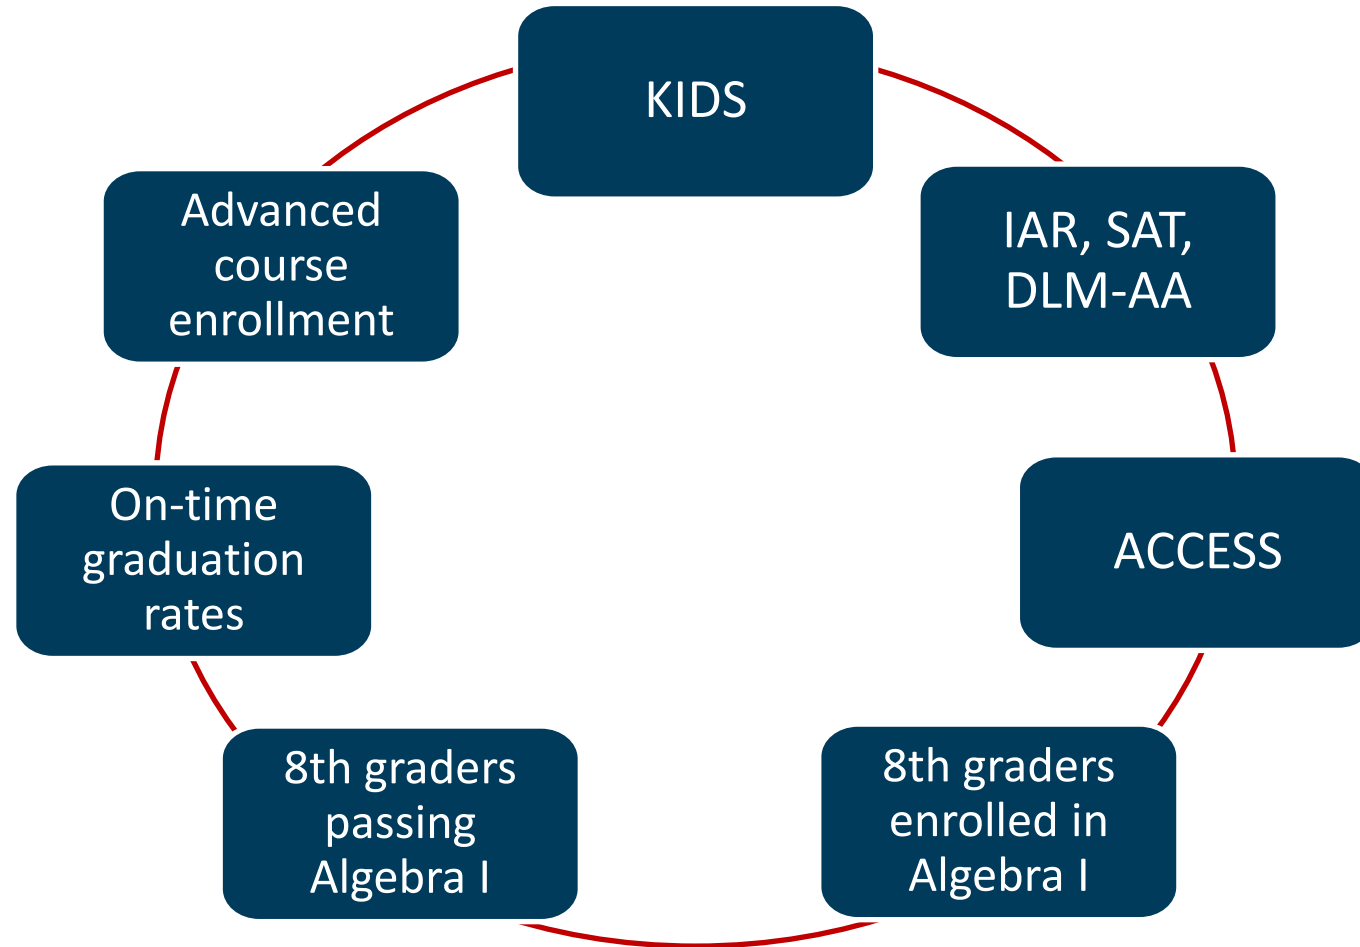 KIDS
IAR, SAT,
DLM-AA
ACCESS
8th graders
enrolled in
Algebra I
8th graders
passing
Algebra I
On-time
graduation
rates
Advanced
course
enrollment